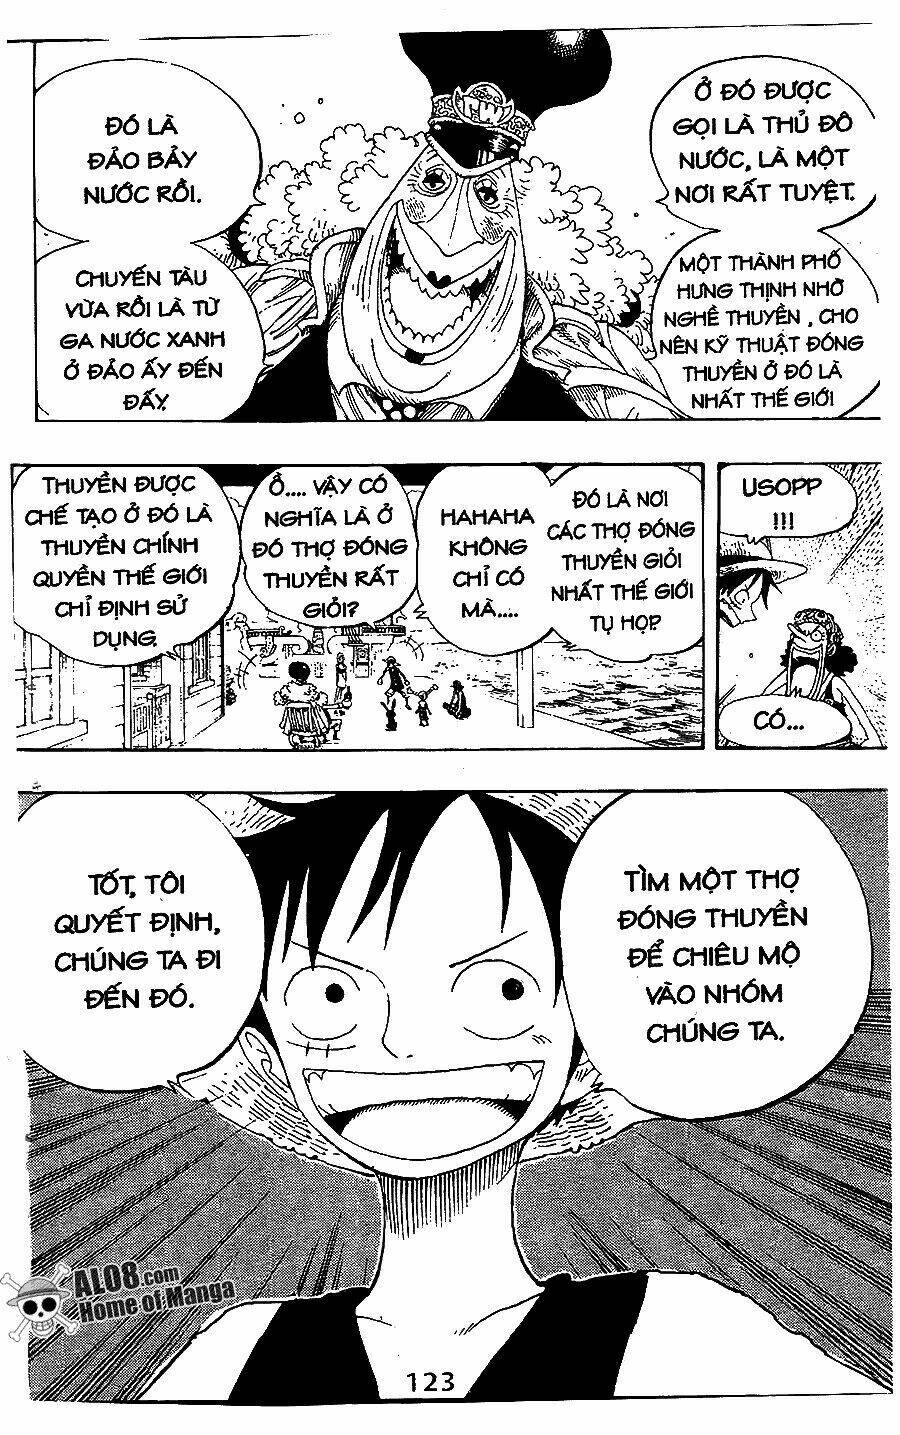 ĐÓ LÀ
ĐẢO BẢY
NƯỚC RỒI.
CHUYẾN TÀU
VỪA RỒI LÀ TỪ
GA NƯỚC XANH
Ở ĐẢO ẤY ĐẾN
ĐẤY.
Ở ĐÓ ĐƯỢC
GỌI LÀ THỦ ĐÔ
NƯỚC, LÀ MỘT
NƠI RẤT TUYỆT.
MỘT THÀNH PHỐ
HƯNG THỊNH NHỜ
NGHỀ THUYỀN , CHO
NÊN KỸ THUẬT ĐÓNG
THUYỀN Ở ĐÓ LÀ
NHẤT THẾ GIỚI
THUYỀN ĐƯỢC
CHẾ TẠO Ở ĐÓ LÀ
THUYỀN CHÍNH
QUYỀN THẾ GIỚI
CHỈ ĐỊNH SỬ
DỤNG.
Ồ.... VẬY CÓ
NGHĨA LÀ Ở
ĐÓ THỢ ĐÓNG
THUYỀN RẤT
GIỎI?
HAHAHA
KHÔNG
CHỈ CÓ
MÀ....
ĐÓ LÀ NƠI
CÁC THỢ ĐÓNG
THUYỀN GIỎI
NHẤT THẾ GIỚI
TỤ HỌP?
USOPP
!!!
CÓ...
TỐT, TÔI
QUYẾT ĐỊNH,
CHÚNG TA ĐI
ĐẾN ĐÓ.
TÌM MỘT THỢ
ĐÓNG THUYỀN
ĐỂ CHIÊU MỘ
VÀO NHÓM
CHÚNG TA.
ALO8.com
Home of Manga
123